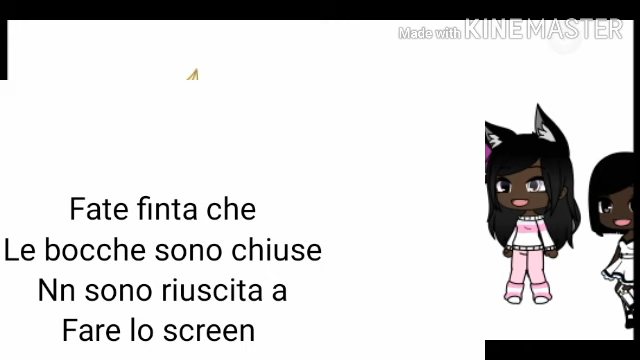 Made with KINEMASTER
Fate finta che
Le bocche sono chiuse
Nn sono riuscita a
Fare lo screen